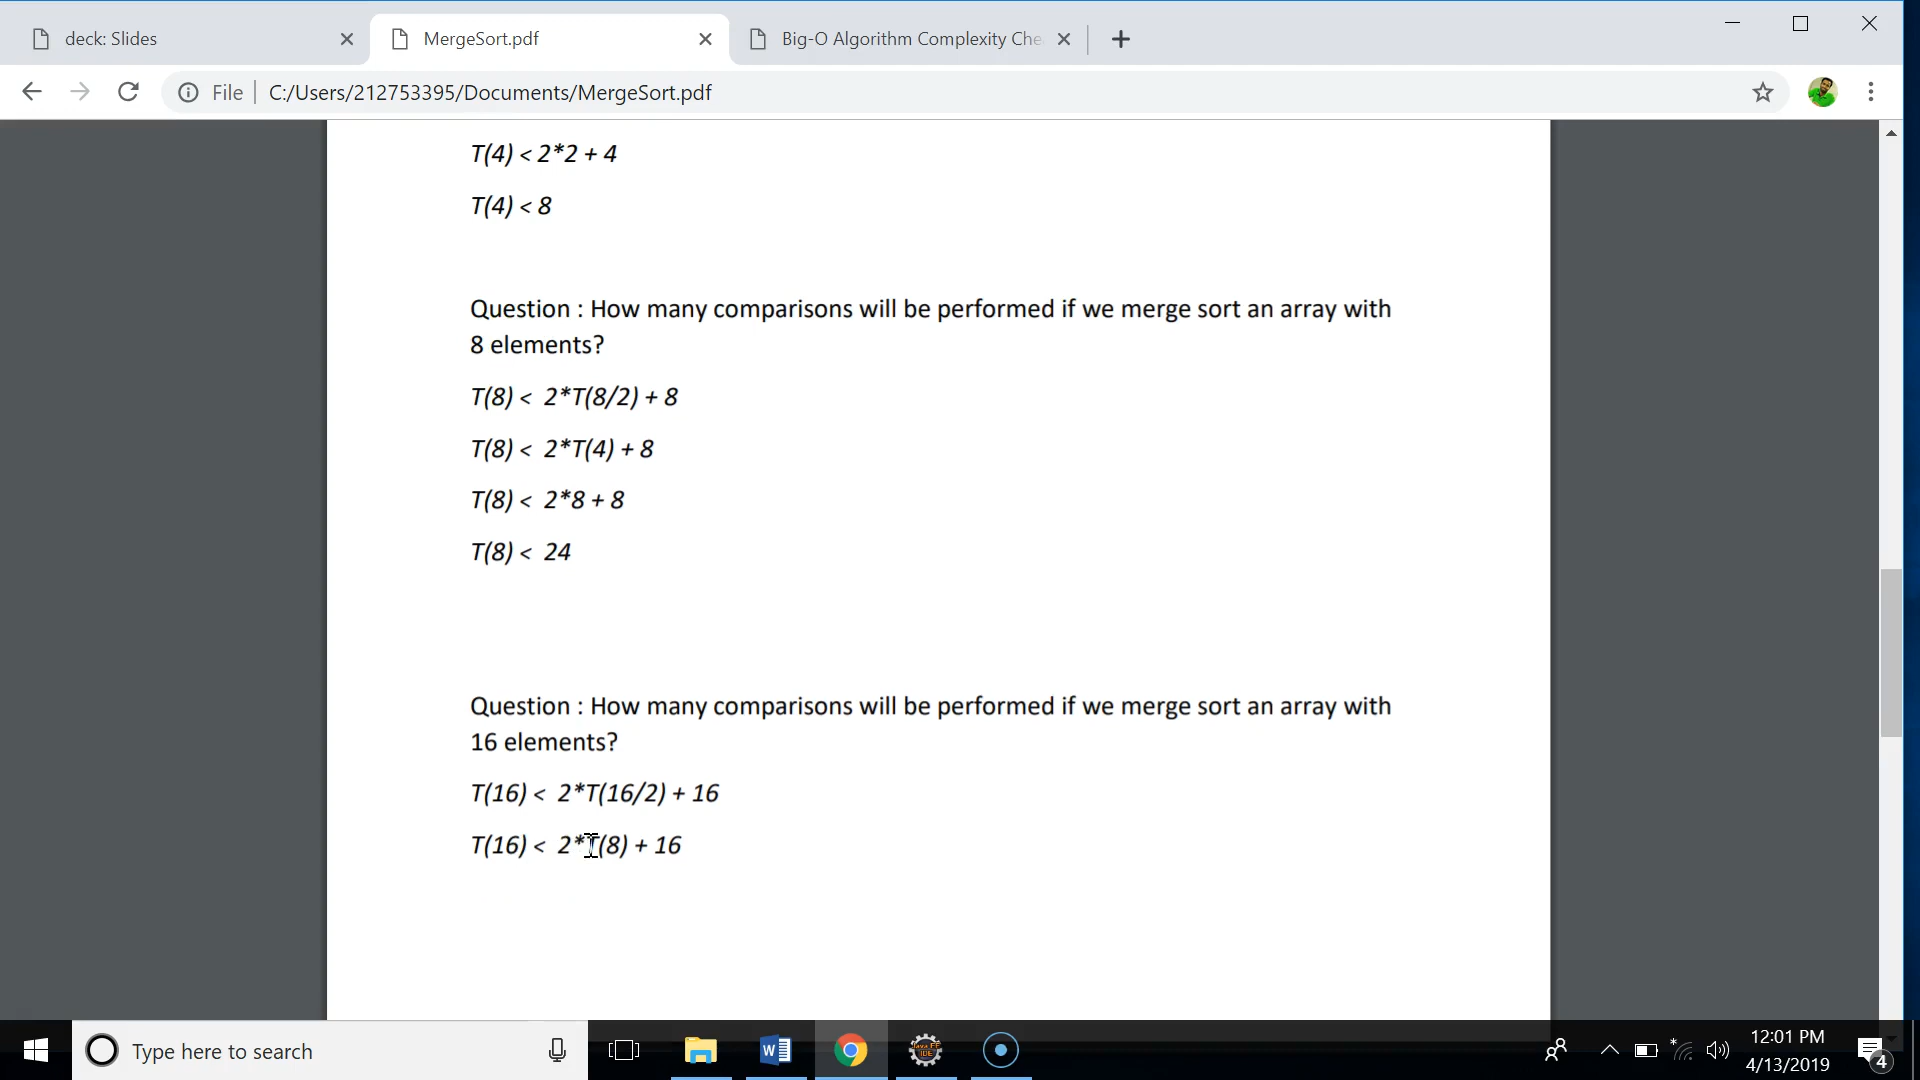 deck: Slides
MergeSort.pdf
Big-O Algorithm Complexity Che
File
C:/Users/212753395/Documents/MergeSort.pdf
T(4) < 2*2 + 4
T(4) < 8
Question : How many comparisons will be performed if we merge sort an array with
8 elements?
T(8) < 2*T(8/2) + 8
T(8) < 2*T(4) + 8
T(8) < 2*8 + 8
T(8) < 24
Question : How many comparisons will be performed if we merge sort an array with
16 elements?
T(16) < 2*T(16/2) + 16
T(16) < 2*T(8) + 16
Type here to search
12:01 PM
4/13/2019
4